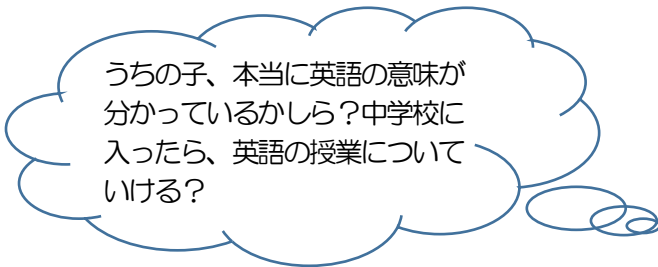 うちの子、本当に英語の意味が
分かっているかしら？中学校に
入ったら、英語の授業について
いける？